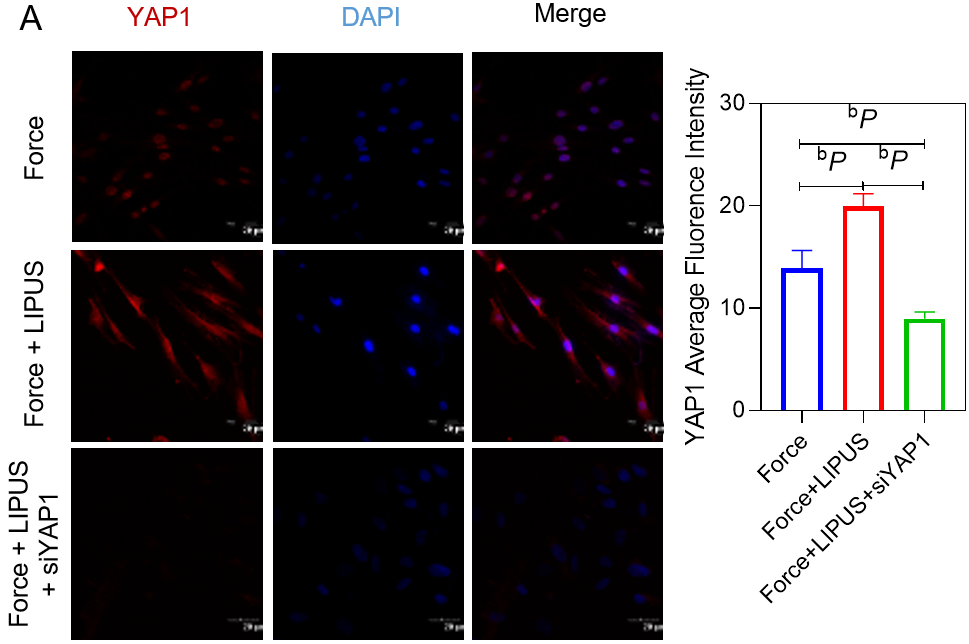 A
YAP1
DAPI
Merge
Force
Force + LIPUS
Force + LIPUS
+ siYAP1
YAP1 Average Fluorescence Intensity
30
20
10
0
bP
bP
bP
Force
Force+LIPUS
Force+LIPUS+siYAP1